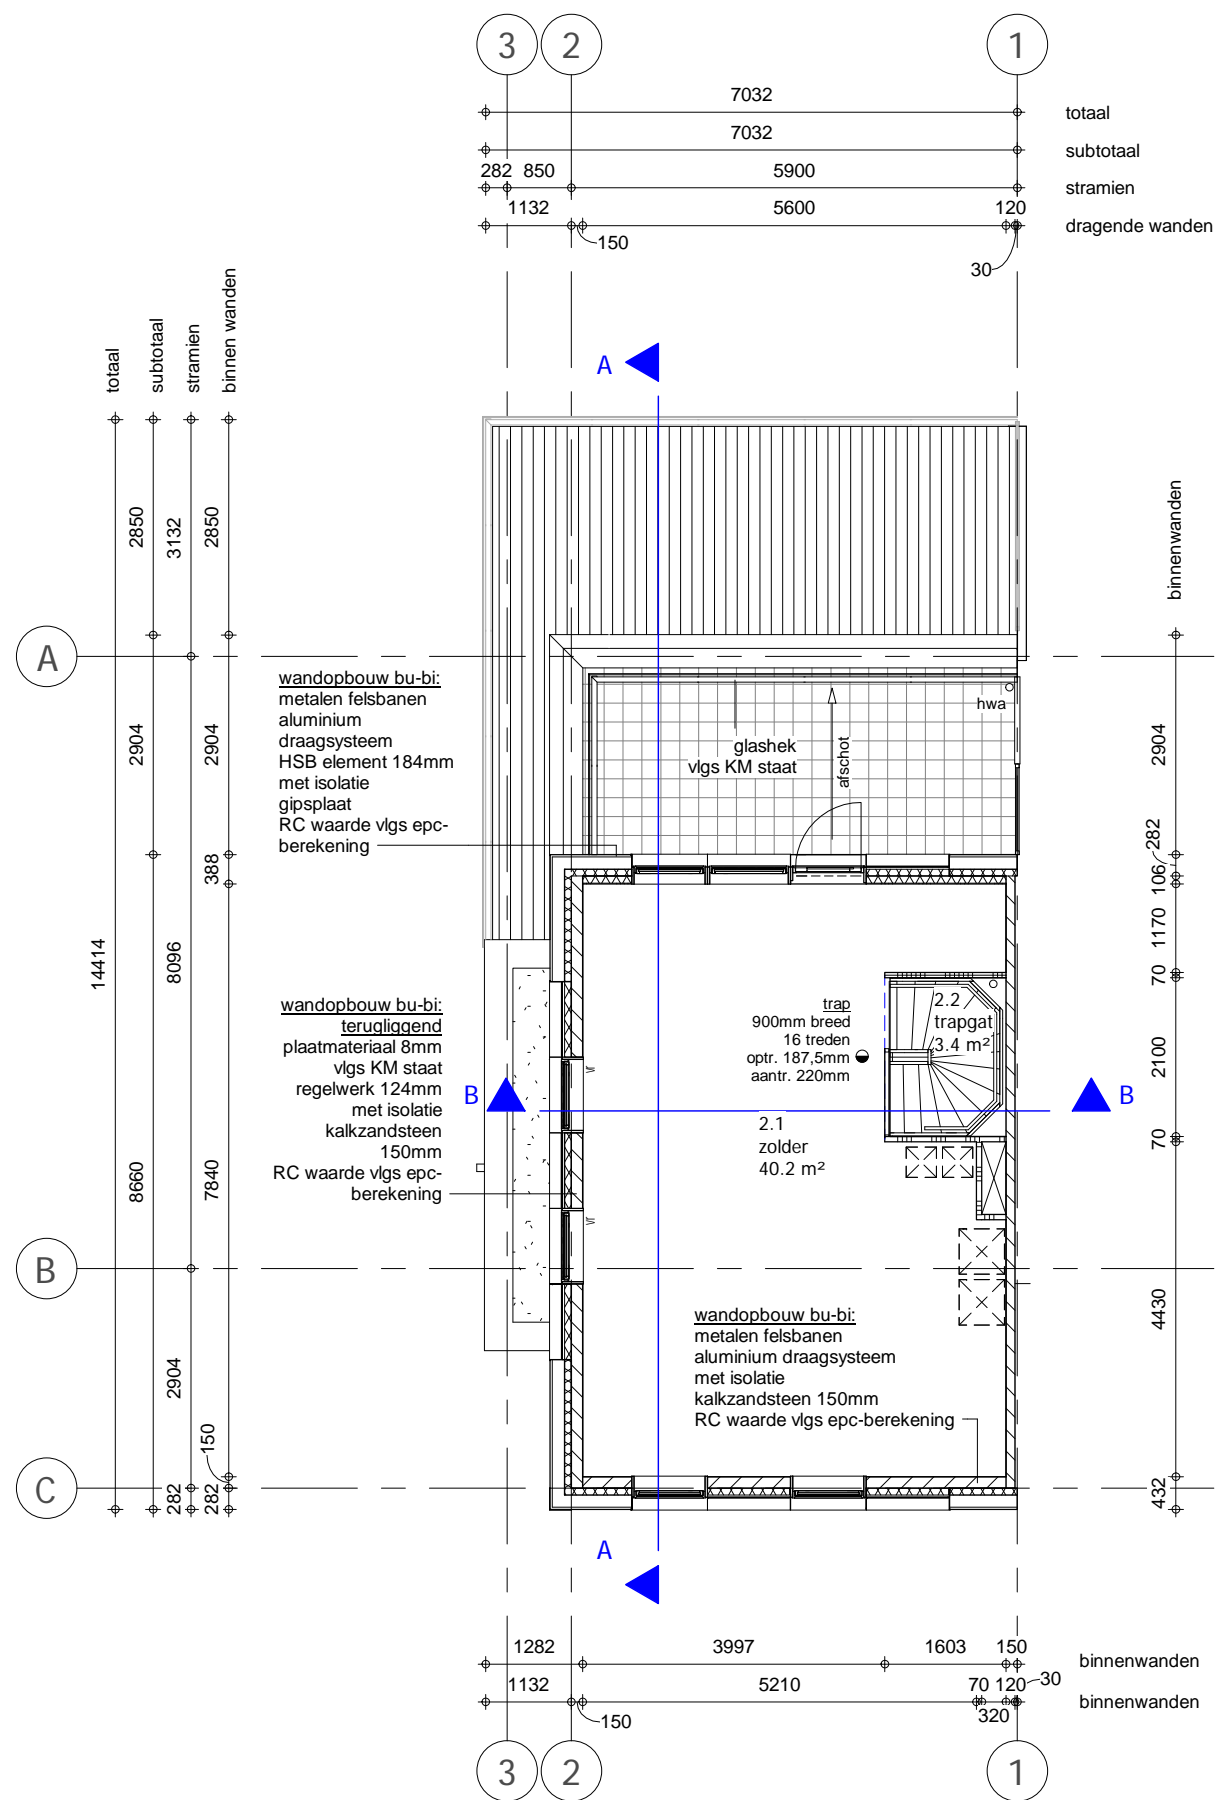 3
2
1
7032
totaal
7032
subtotaal
282
850
5900
stramien
1132
5600
120
dragende wanden
150
30
totaal
subtotaal
stramien
binnen wanden
A
2850
3132
2850
binnenwanden
A
wandopbouw bu-bi:
metalen felsbanen
aluminium
draagsysteem
HSB element 184mm
met isolatie
gipsplaat
RC waarde vlgs epc-
berekening
hwa
glashek
vlgs KM staat
afschot
2904
2904
2904
282
388
106
1170
14414
8096
70
wandopbouw bu-bi:
terugliggend
plaatmateriaal 8mm
vlgs KM staat
regelwerk 124mm
met isolatie
kalkzandsteen
150mm
RC waarde vlgs epc-
berekening
trap
900mm breed
16 treden
optr. 187,5mm
aantr. 220mm
2.2
trapgat
3.4 m²
2100
B
B
2.1
zolder
40.2 m²
70
8660
7840
B
wandopbouw bu-bi:
metalen felsbanen
aluminium draagsysteem
met isolatie
kalkzandsteen 150mm
RC waarde vlgs epc-berekening
4430
2904
150
C
282
282
432
A
1282
3997
1603
150
binnenwanden
1132
5210
70
120
30
binnenwanden
150
320
3
2
1